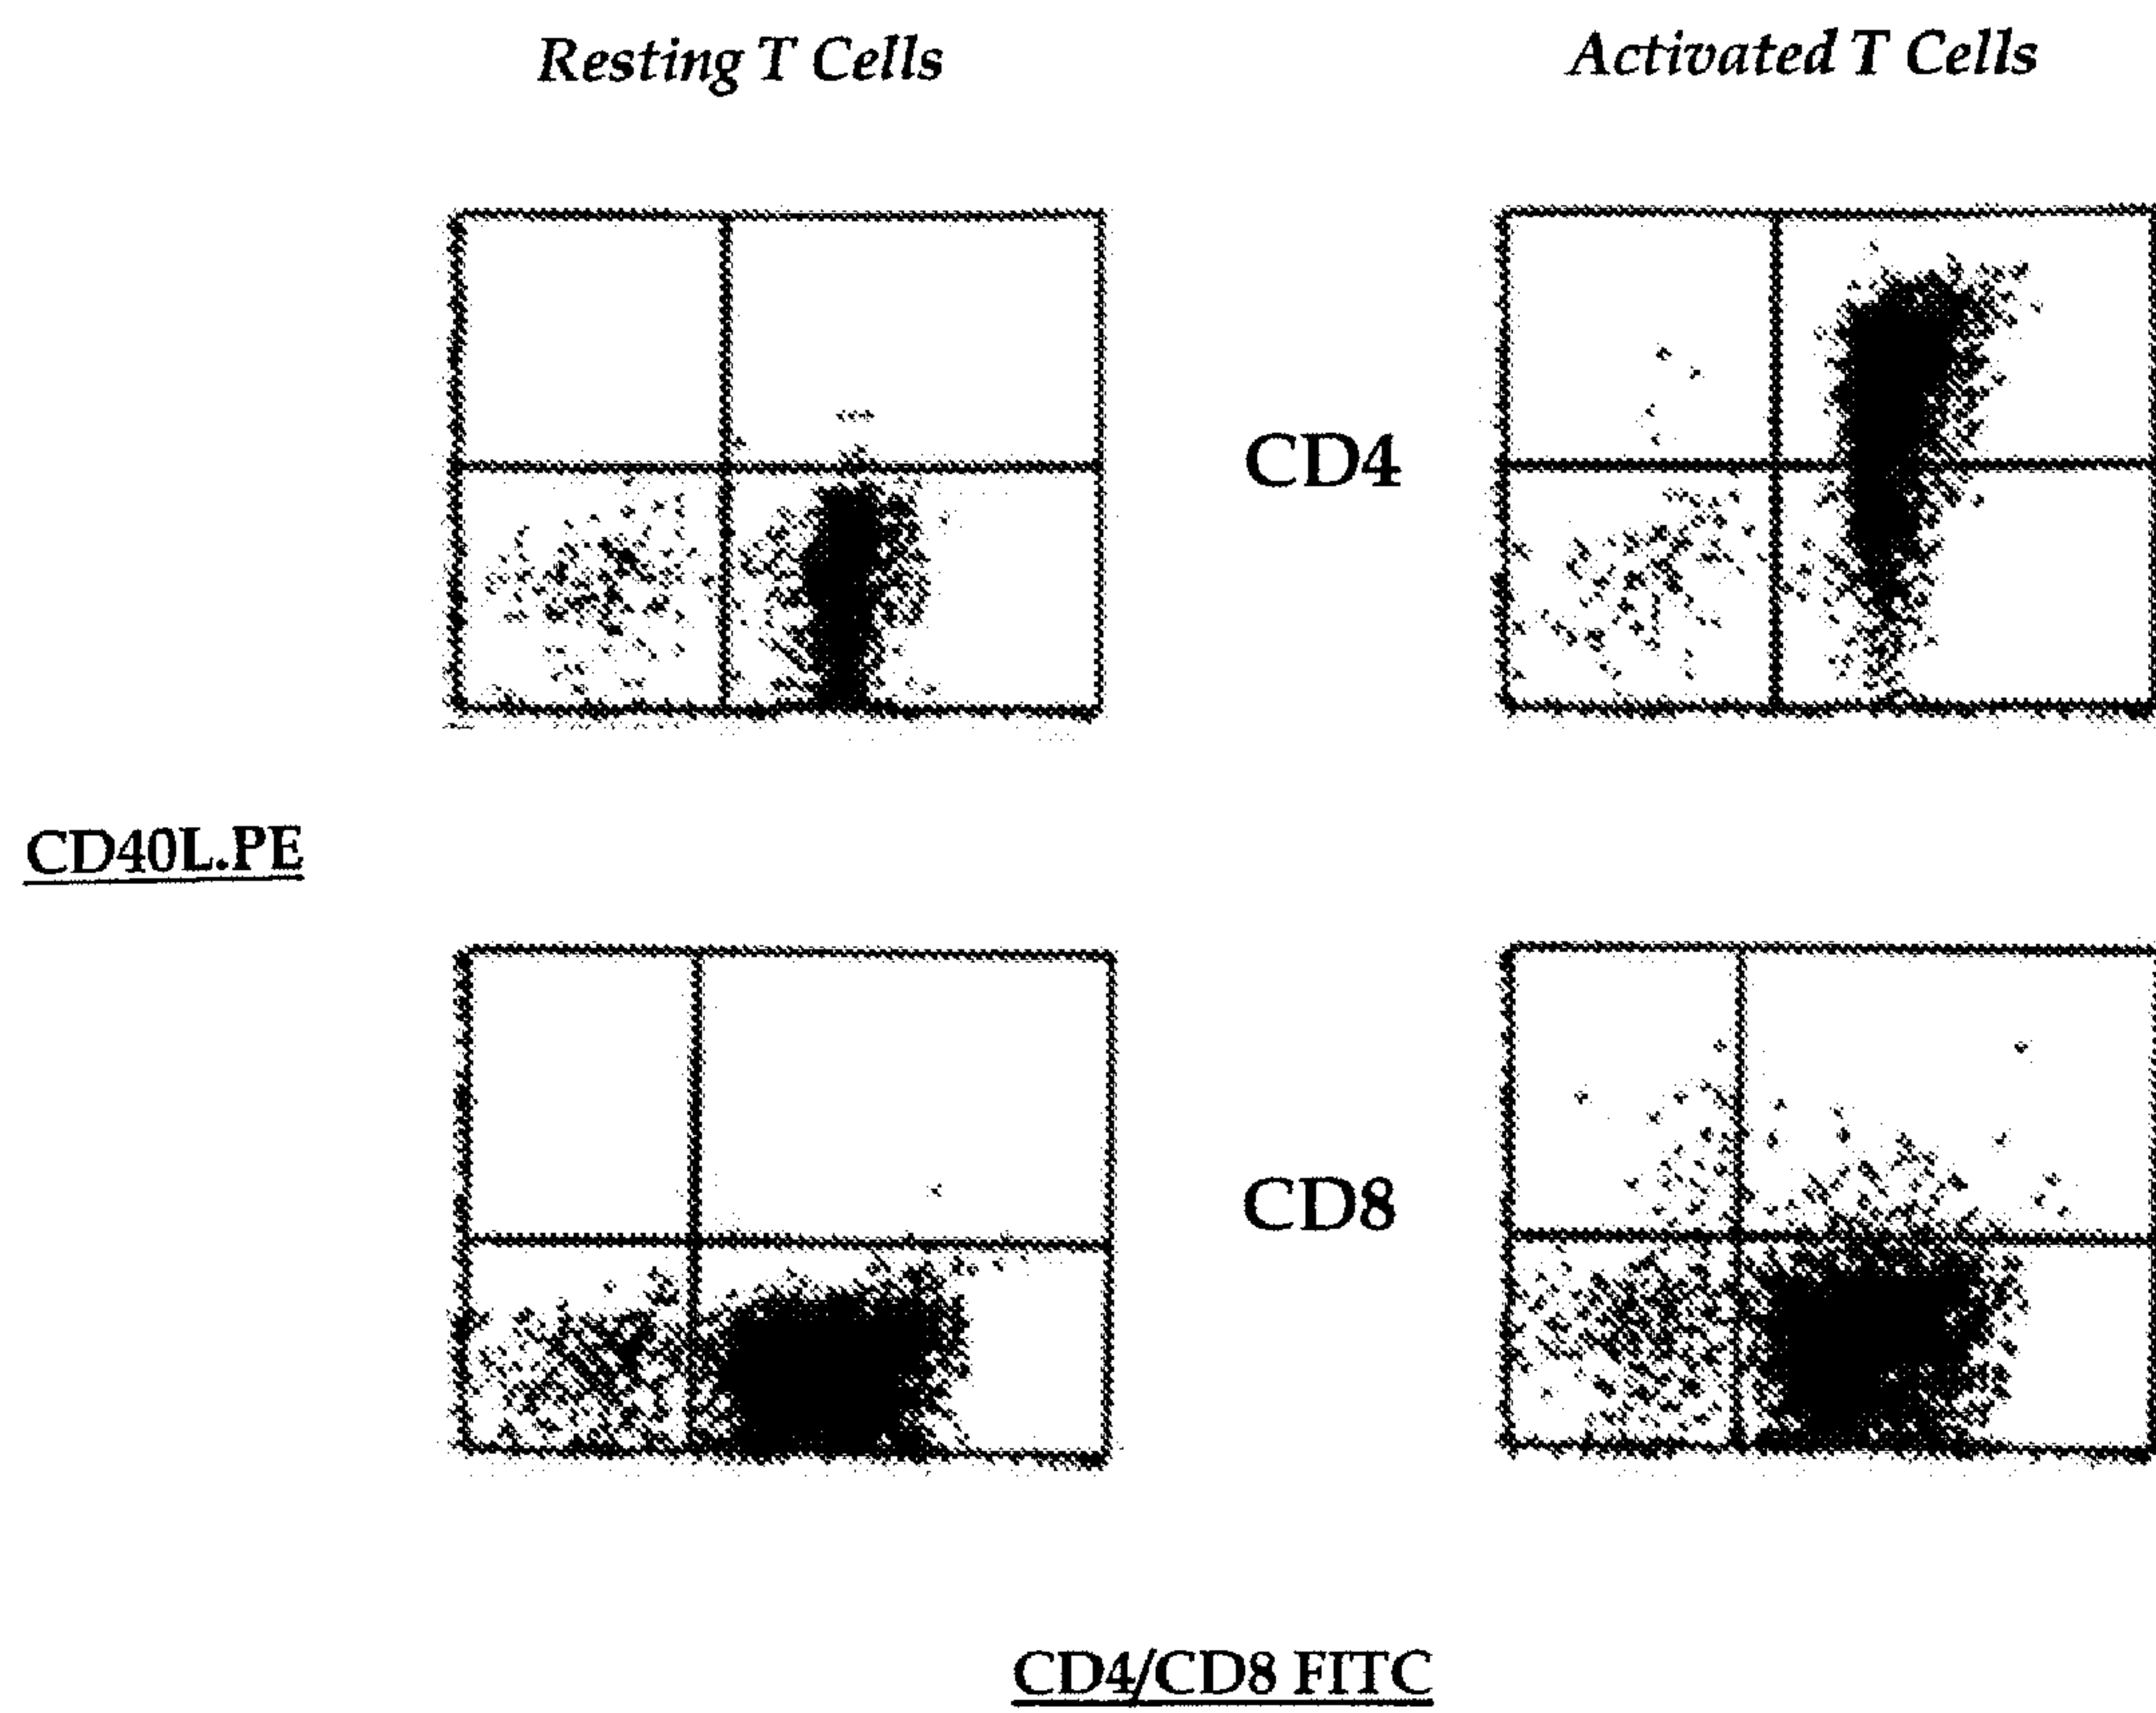 Resting T Cells
Activated T Cells
CD4
CD40L.PE
CD8
CD4/CD8 FITC